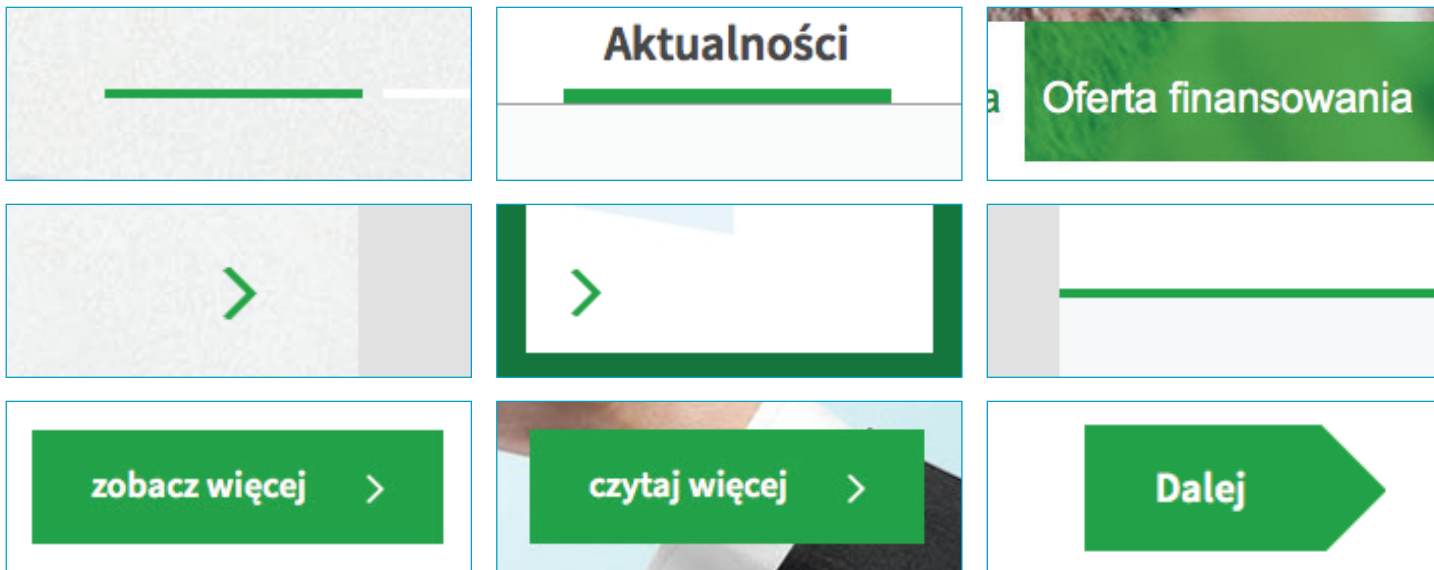 Aktualności
a Oferta finansowania
zobacz więcej
czytaj więcej
Dalej